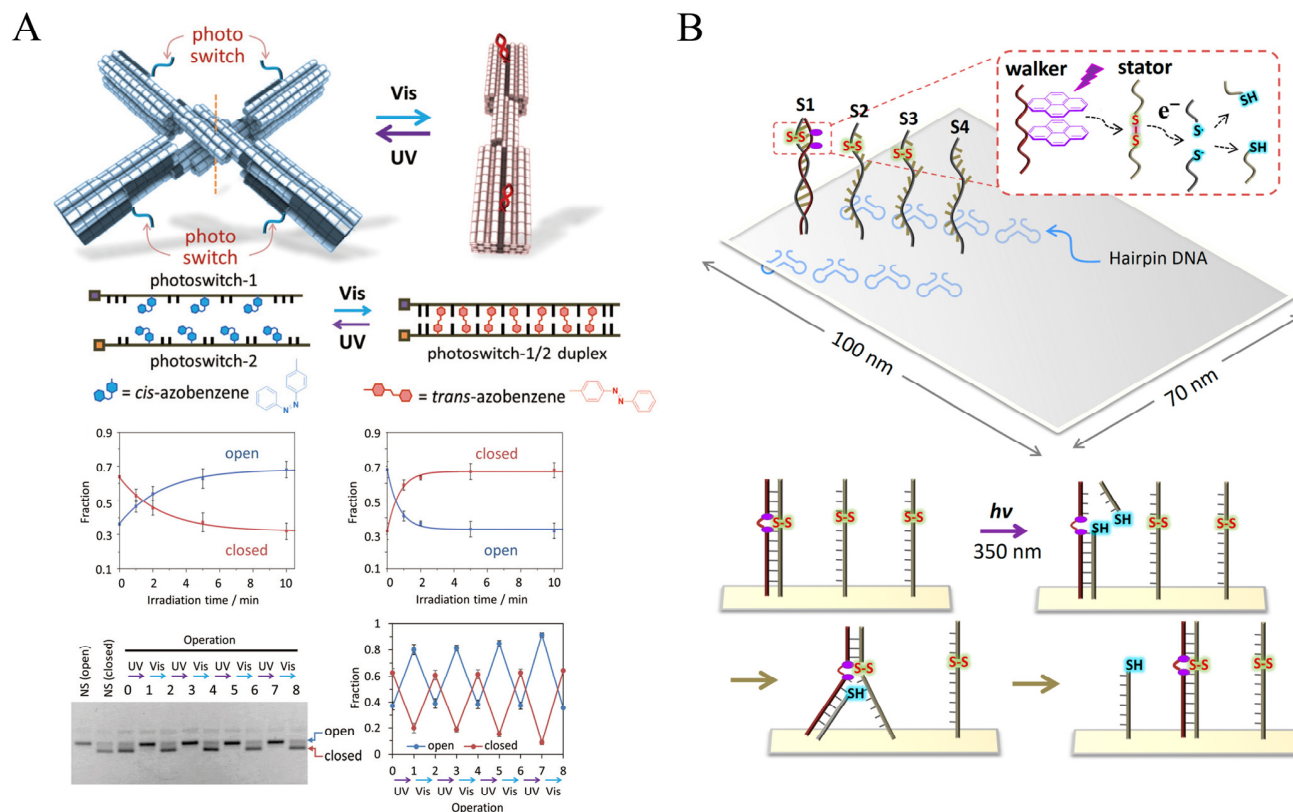 A
photo
switch
photo
switch
Vis
UV
photo
switch
photo
switch
photoswitch-1
Vis
UV
photoswitch-2
photoswitch-1/2 duplex
= cis-azobenzene
N
N
= trans-azobenzene
N
N
0.9
0.7
0.5
0.3
0.1
Fraction
open
closed
0 2 4 6 8 10
Irradiation time / min
0.9
0.7
0.5
0.3
0.1
Fraction
closed
open
0 2 4 6 8 10
Irradiation time / min
NS (open)
NS (closed)
Operation
UV Vis UV Vis UV Vis UV Vis
0 1 2 3 4 5 6 7 8
open
closed
1
0.8
0.6
0.4
0.2
0
Fraction
open closed
0 1 2 3 4 5 6 7 8
UV Vis UV Vis UV Vis UV Vis
Operation
B
walker
stator
S
S
e⁻
S·
S·
SH
SH
S1
S2
S3
S4
S-S
S-S
S-S
Hairpin DNA
100 nm
70 nm
S-S
S-S
S-S
hv
350 nm
SH
SH
S-S
S-S
S-S
SH
S-S
SH
S-S
S-S